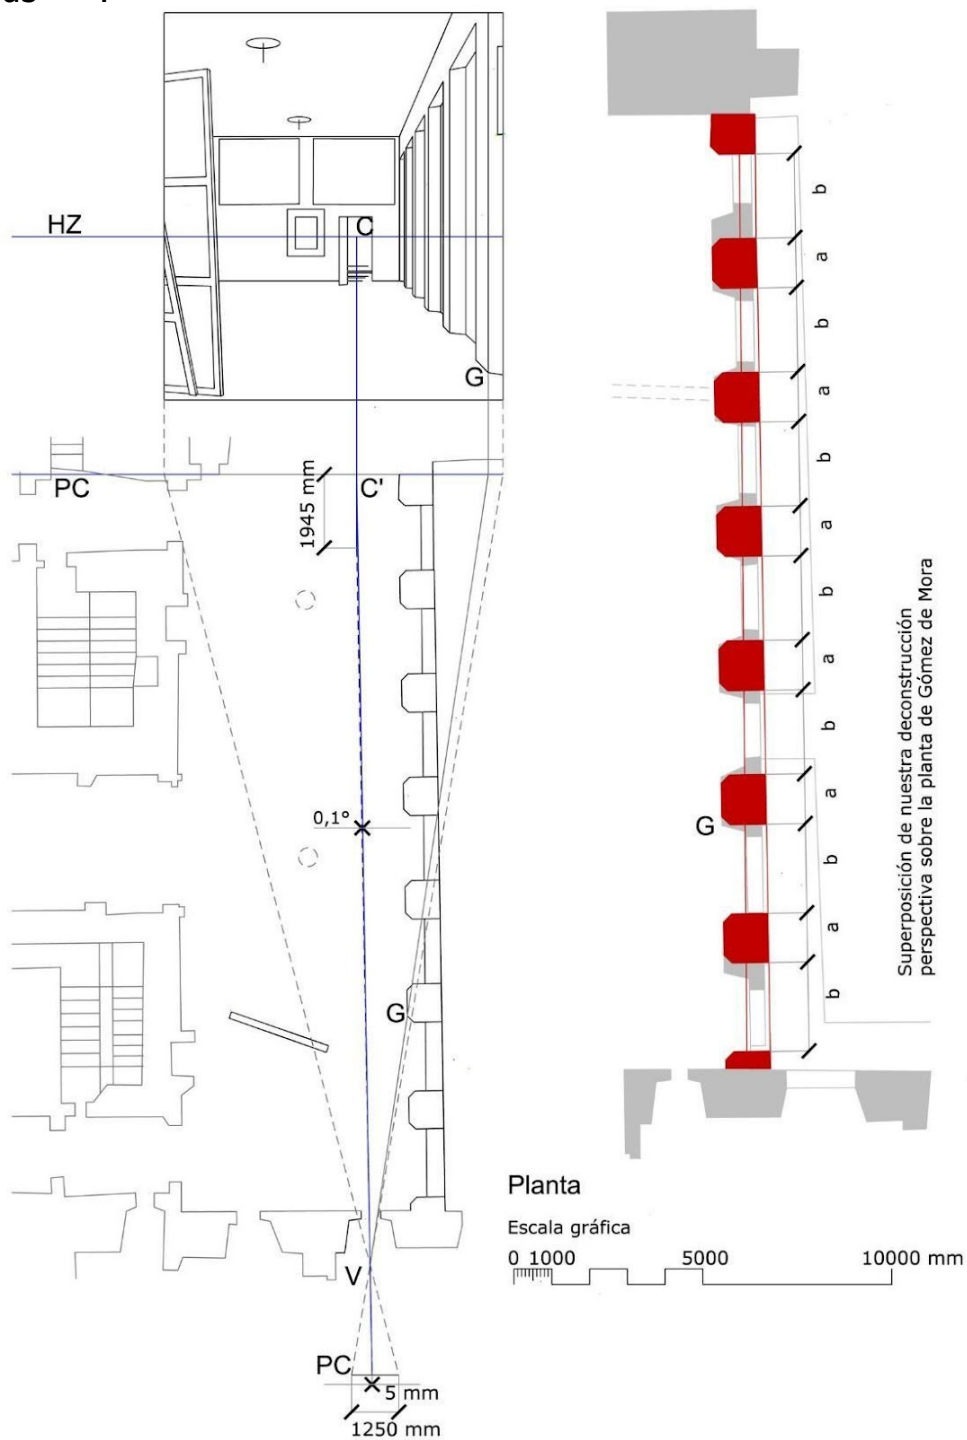 HZ
C
G
PC
C'
1945 mm
0,1°
G
V
PC
5 mm
1250 mm
b
a
b
a
b
a
b
a
b
a
G
b
a
b
Superposición de nuestra deconstrucción
perspectiva sobre la planta de Gómez de Mora
Planta
Escala gráfica
0 1000 5000 10000 mm